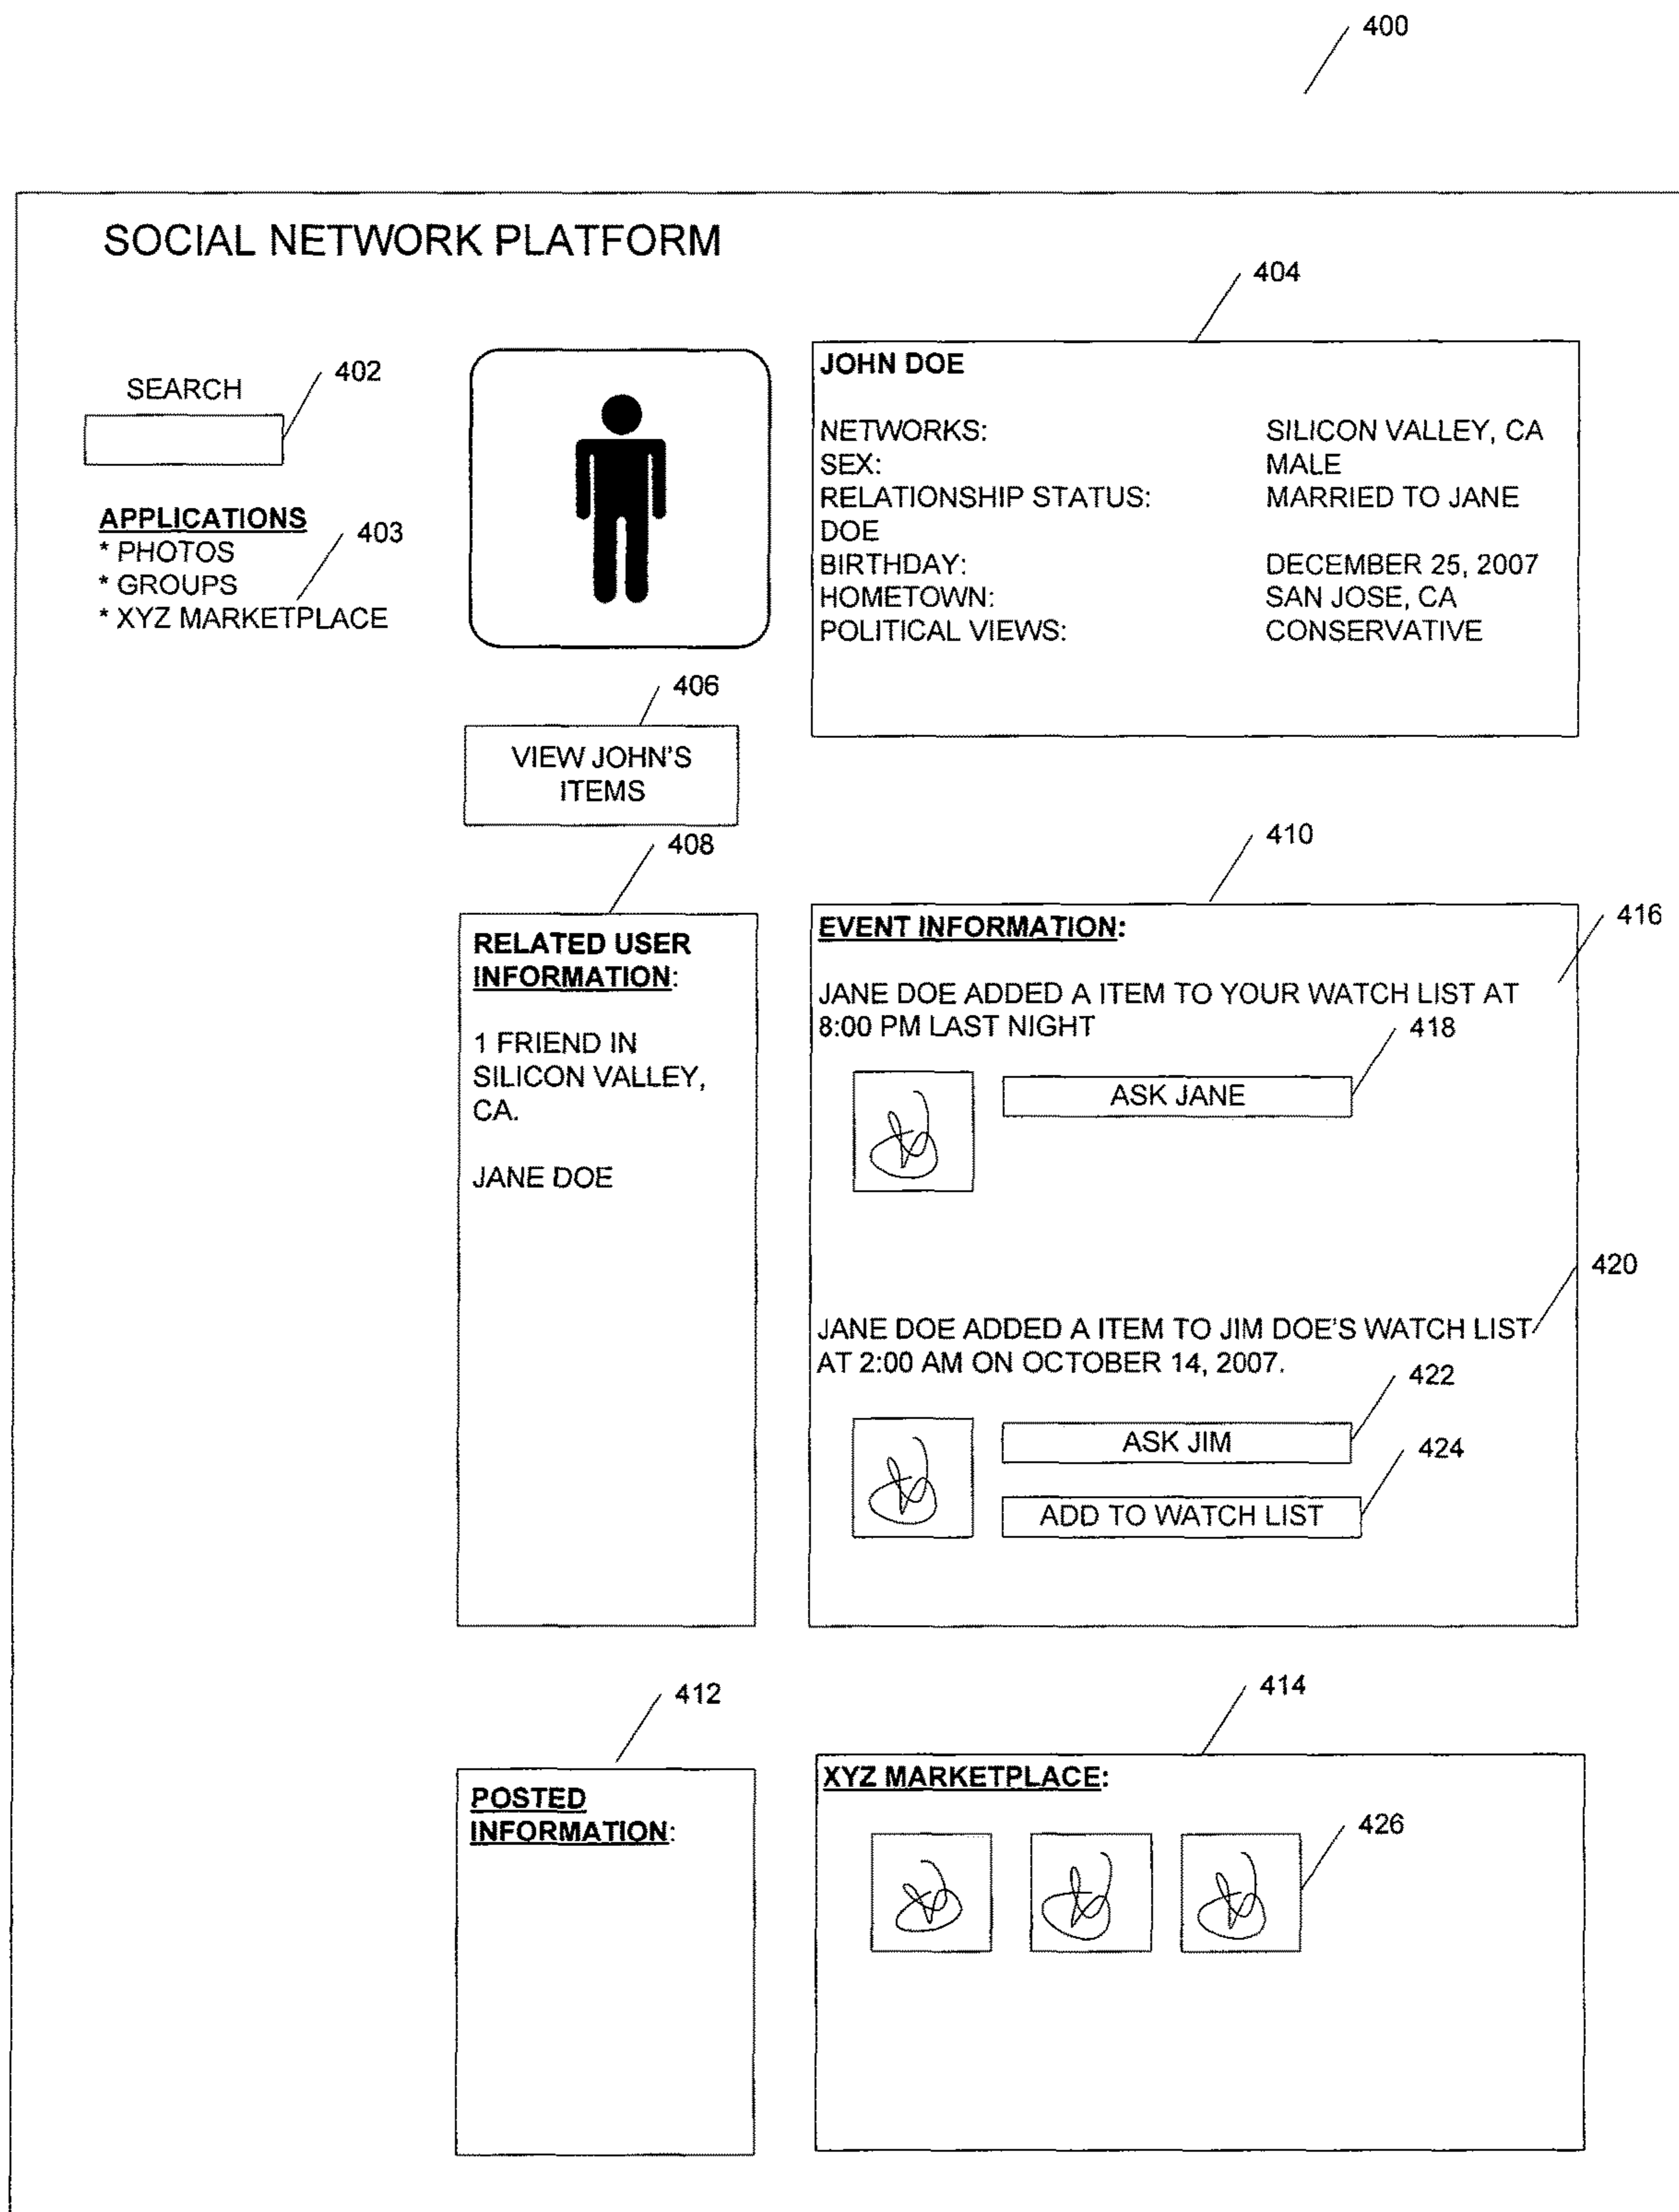 400
SOCIAL NETWORK PLATFORM
404
402
SEARCH
APPLICATIONS
403
* PHOTOS
* GROUPS
* XYZ MARKETPLACE
JOHN DOE
NETWORKS: SILICON VALLEY, CA
SEX: MALE
RELATIONSHIP STATUS: MARRIED TO JANE
DOE
BIRTHDAY: DECEMBER 25, 2007
HOMETOWN: SAN JOSE, CA
POLITICAL VIEWS: CONSERVATIVE
406
VIEW JOHN'S
ITEMS
408
RELATED USER
INFORMATION:
1 FRIEND IN
SILICON VALLEY,
CA.
JANE DOE
410
EVENT INFORMATION:
416
JANE DOE ADDED A ITEM TO YOUR WATCH LIST AT
8:00 PM LAST NIGHT
418
ASK JANE
420
JANE DOE ADDED A ITEM TO JIM DOE'S WATCH LIST
AT 2:00 AM ON OCTOBER 14, 2007.
422
ASK JIM
424
ADD TO WATCH LIST
412
POSTED
INFORMATION:
414
XYZ MARKETPLACE:
426